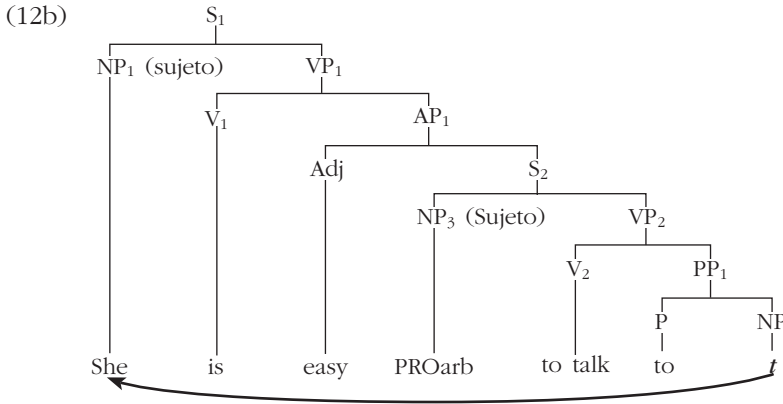 (12b) S₁
NP₁ (sujeto) VP₁
V₁ AP₁
Adj S₂
NP₃ (Sujeto) VP₂
V₂ PP₁
P NP
She is easy PROarb to talk to t